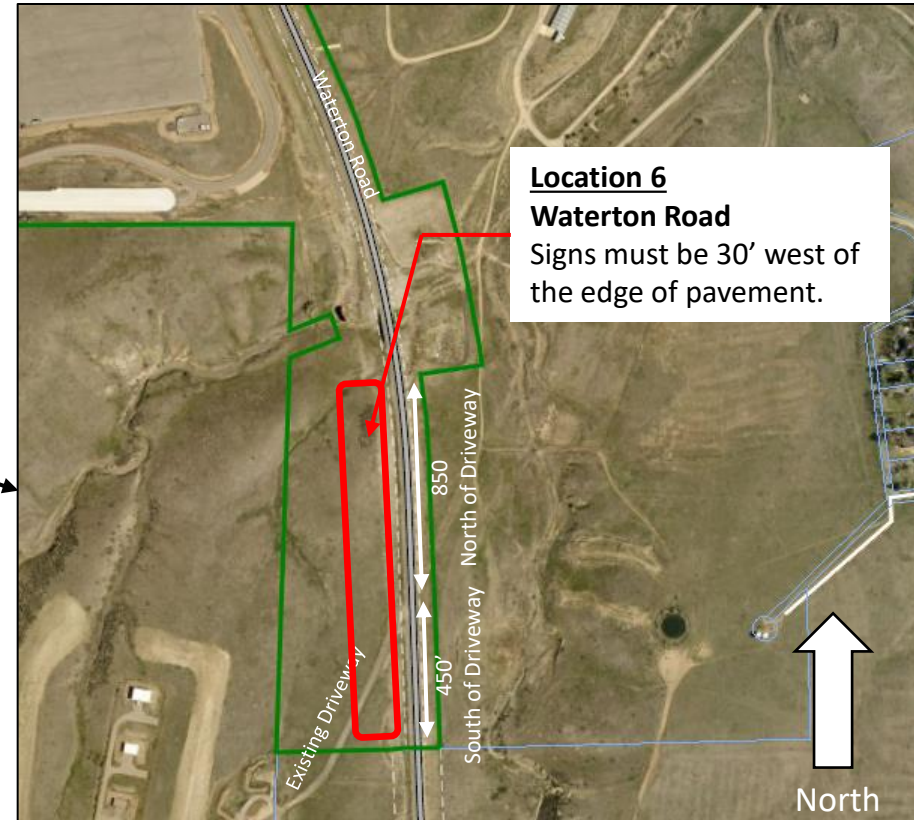 Waterton Road
Location 6
Waterton Road
Signs must be 30’ west of
the edge of pavement.
850
North of Driveway
450’
South of Driveway
Existing Driveway
North